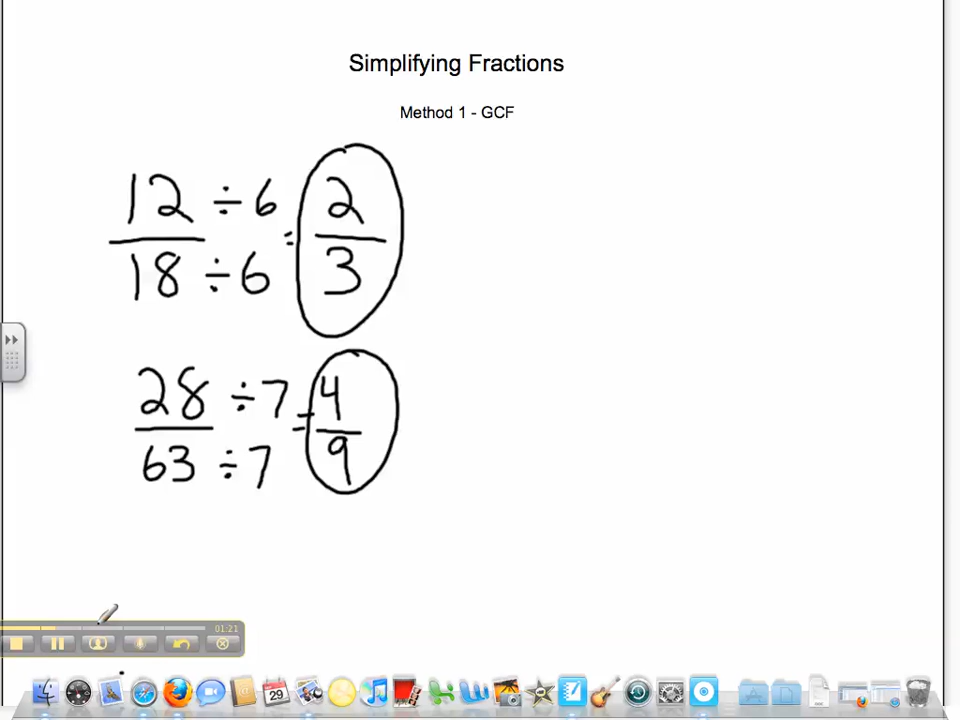 Simplifying Fractions
Method 1 - GCF
12 ÷ 6 = 2
18 ÷ 6 3
28 ÷ 7 = 4
63 ÷ 7 9
01:21
29